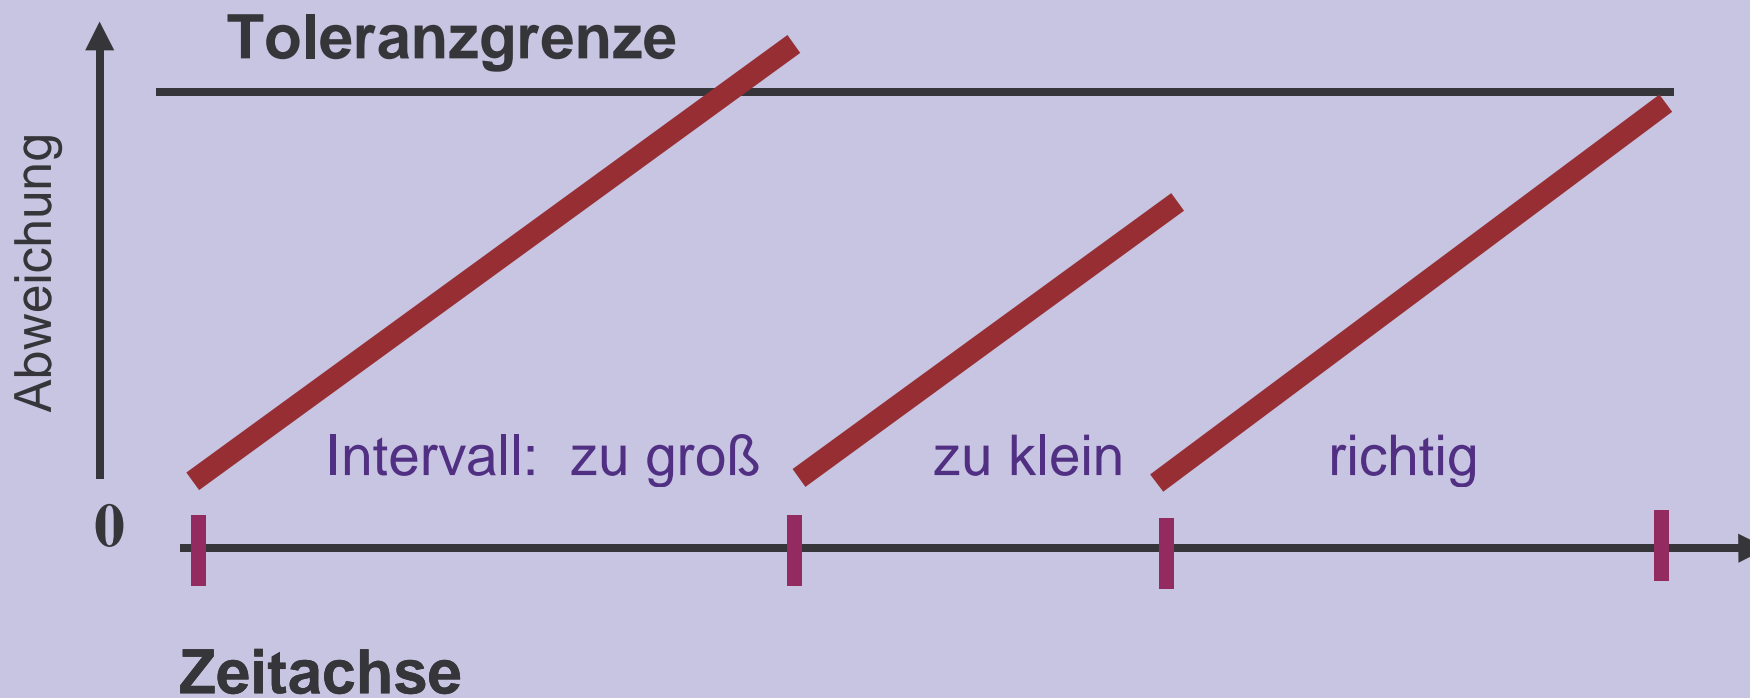 Toleranzgrenze
Abweichung
Intervall: zu groß
zu klein
richtig
0
Zeitachse